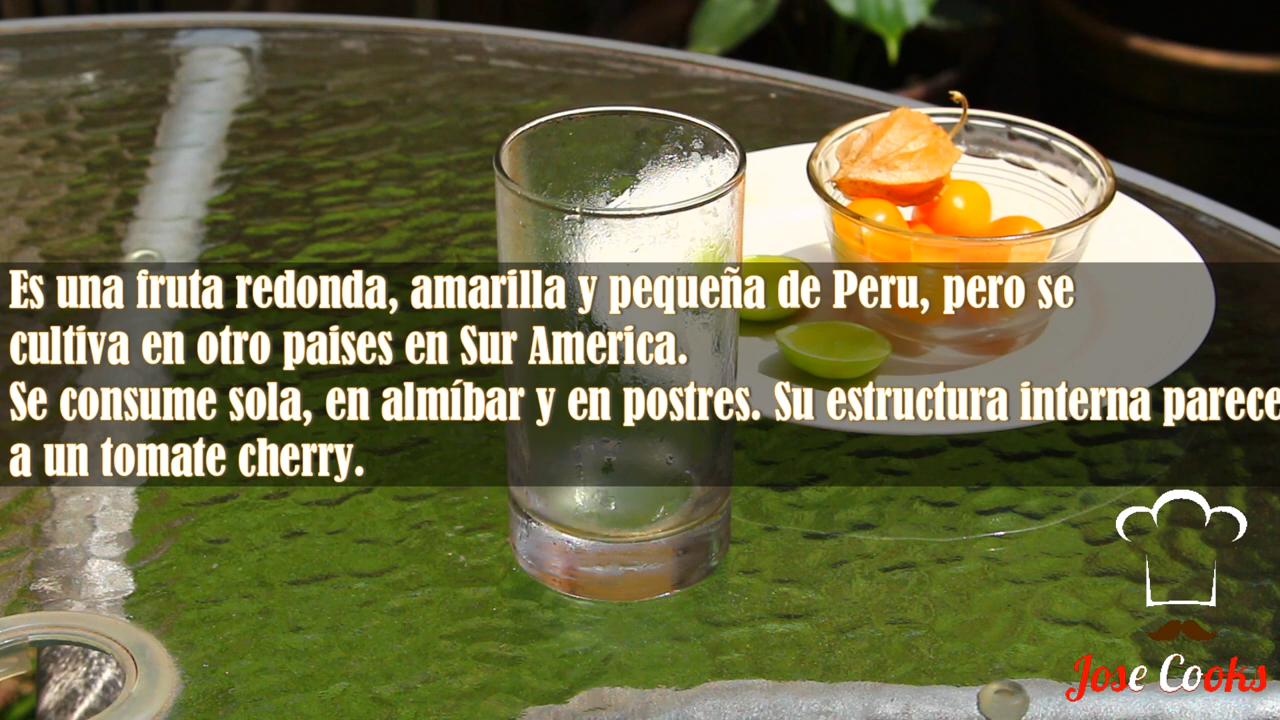 Es una fruta redonda, amarilla y pequeña de Peru, pero se
cultiva en otro paises en Sur America.
Se consume sola, en almíbar y en postres. Su estructura interna parece
a un tomate cherry.
Jose Cooks